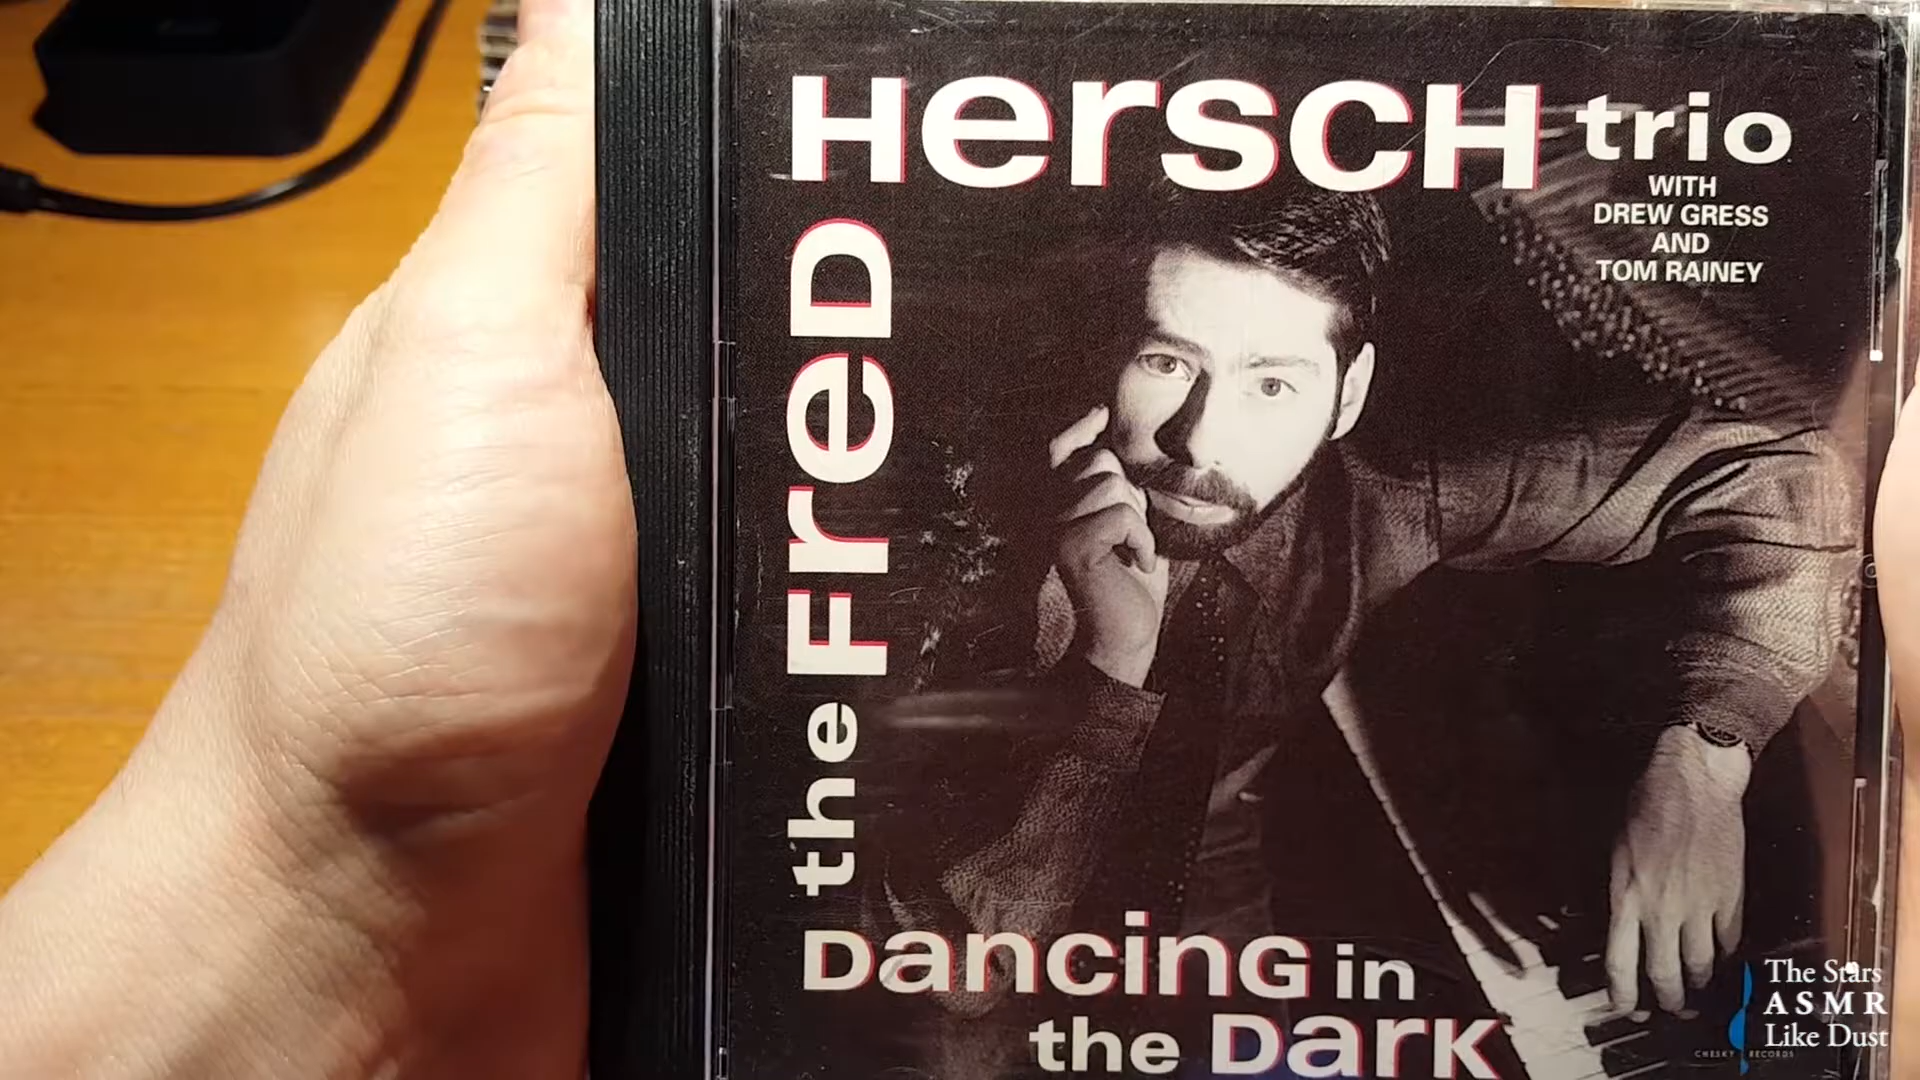 the Fred Hersch trio
WITH
DREW GRESS
AND
TOM RAINEY
Dancing in
the Dark
The Stars
ASMR
Like Dust
CHESKY RECORDS